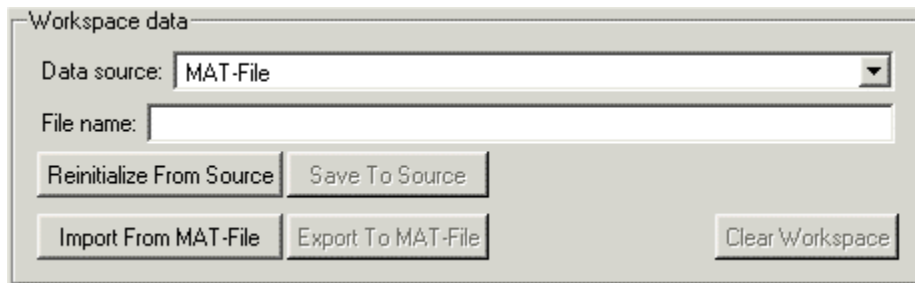 Workspace data
Data source: MAT-File
File name:
Reinitialize From Source Save To Source
Import From MAT-File Export To MAT-File Clear Workspace